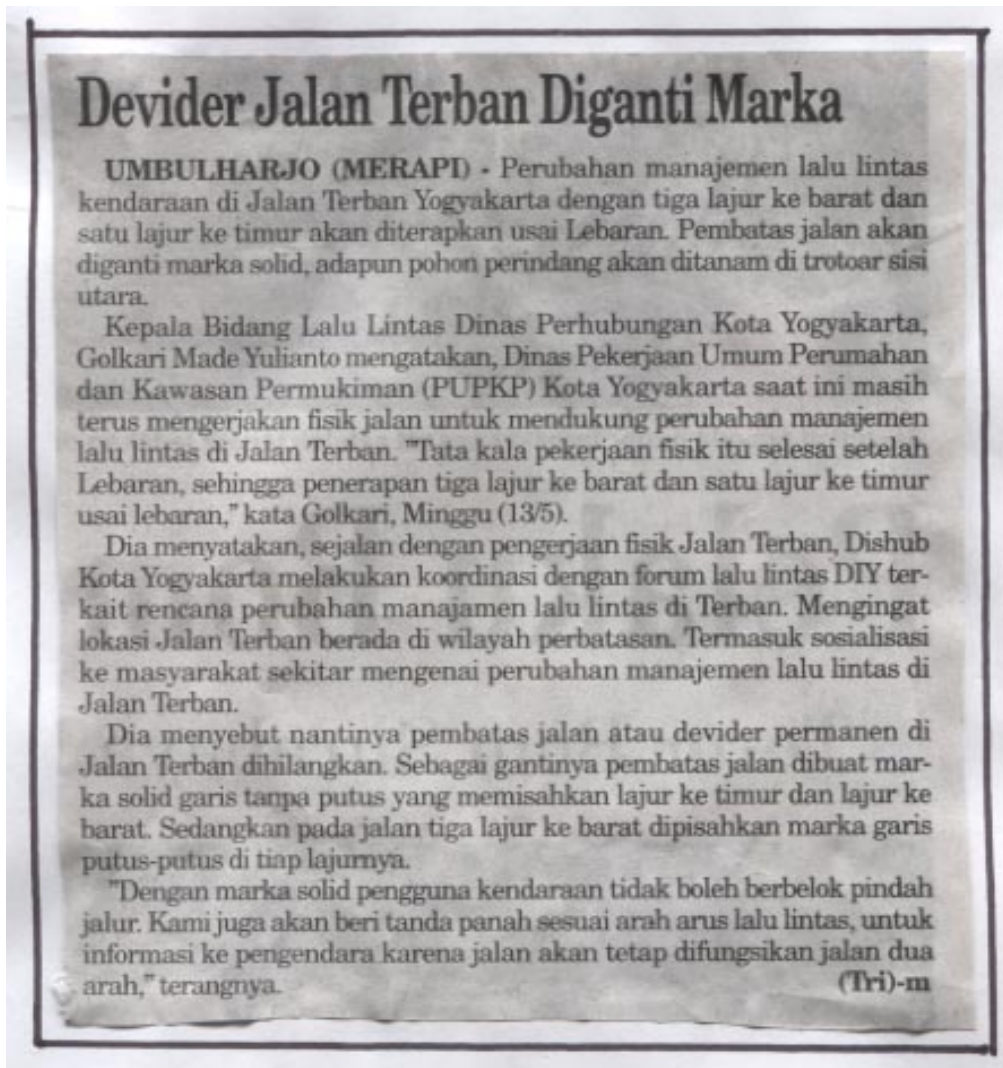 Devider Jalan Terban Diganti Marka
UMBULHARJO (MERAPI) - Perubahan manajemen lalu lintas
kendaraan di Jalan Terban Yogyakarta dengan tiga lajur ke barat dan
satu lajur ke timur akan diterapkan usai Lebaran. Pembatas jalan akan
diganti marka solid, adapun pohon perindang akan ditanam di trotoar sisi
utara.
Kepala Bidang Lalu Lintas Dinas Perhubungan Kota Yogyakarta,
Golkari Made Yulianto mengatakan, Dinas Pekerjaan Umum Perumahan
dan Kawasan Permukiman (PUPKP) Kota Yogyakarta saat ini masih
terus mengerjakan fisik jalan untuk mendukung perubahan manajemen
lalu lintas di Jalan Terban. "Tata kala pekerjaan fisik itu selesai setelah
Lebaran, sehingga penerapan tiga lajur ke barat dan satu lajur ke timur
usai lebaran," kata Golkari, Minggu (13/5).
Dia menyatakan, sejalan dengan pengerjaan fisik Jalan Terban, Dishub
Kota Yogyakarta melakukan koordinasi dengan forum lalu lintas DIY ter-
kait rencana perubahan manajamen lalu lintas di Terban. Mengingat
lokasi Jalan Terban berada di wilayah perbatasan. Termasuk sosialisasi
ke masyarakat sekitar mengenai perubahan manajemen lalu lintas di
Jalan Terban.
Dia menyebut nantinya pembatas jalan atau devider permanen di
Jalan Terban dihilangkan. Sebagai gantinya pembatas jalan dibuat mar-
ka solid garis tanpa putus yang memisahkan lajur ke timur dan lajur ke
barat. Sedangkan pada jalan tiga lajur ke barat dipisahkan marka garis
putus-putus di tiap lajurnya.
"Dengan marka solid pengguna kendaraan tidak boleh berbelok pindah
jalur. Kami juga akan beri tanda panah sesuai arah arus lalu lintas, untuk
informasi ke pengendara karena jalan akan tetap difungsikan jalan dua
arah," terangnya. (Tri)-m